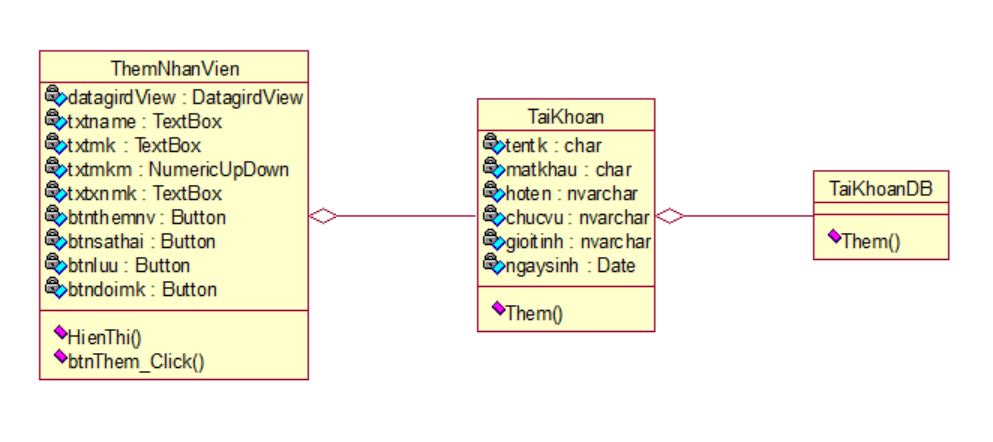 ThemNhanVien
datagirdView : DatagirdView
txtname : TextBox
txtmk : TextBox
txtmkm : NumericUpDown
txtxnmk : TextBox
btnthemnv : Button
btnsathai : Button
btnluu : Button
btndoimk : Button
HienThi()
btnThem_Click()
TaiKhoan
tentk : char
matkhau : char
hoten : nvarchar
chucvu : nvarchar
gioitinh : nvarchar
ngaysinh : Date
Them()
TaiKhoanDB
Them()